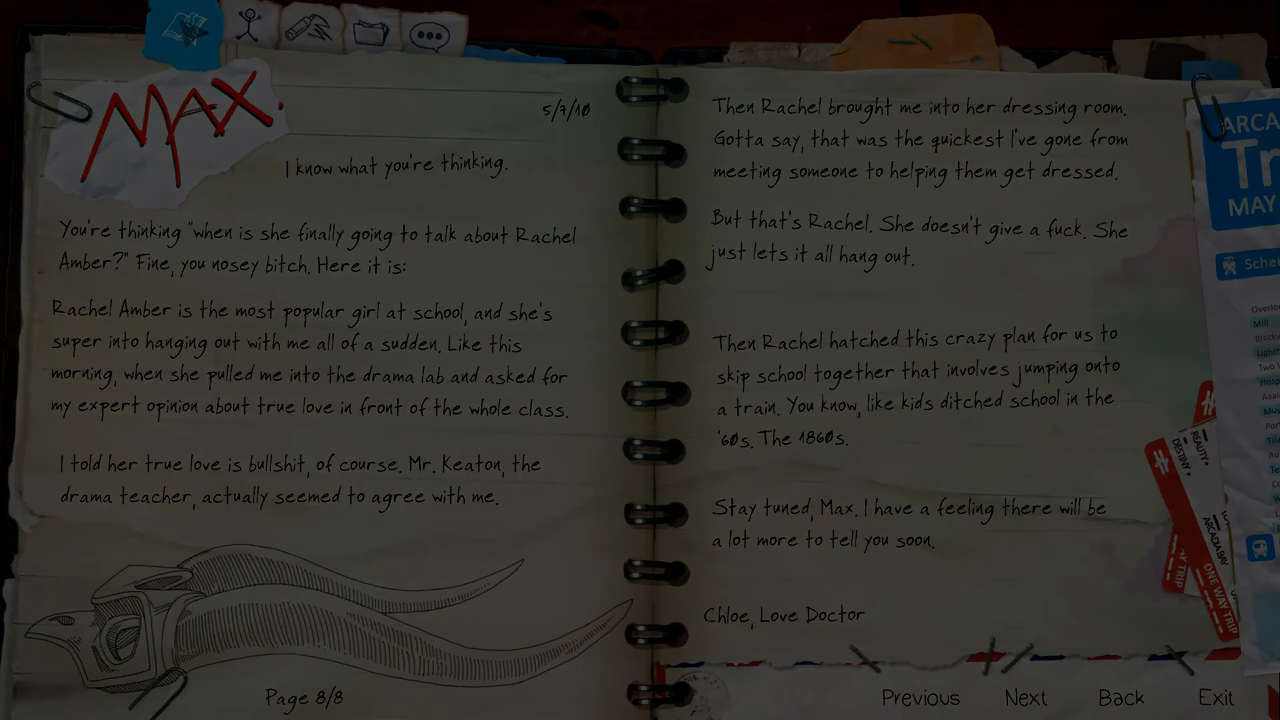 MAX.
5/7/10
I know what you're thinking.
You're thinking "when is she finally going to talk about Rachel
Amber?" Fine, you nosey bitch. Here it is:
Rachel Amber is the most popular girl at school, and she's
super into hanging out with me all of a sudden. Like this
morning, when she pulled me into the drama lab and asked for
my expert opinion about true love in front of the whole class.
I told her true love is bullshit, of course. Mr. Keaton, the
drama teacher, actually seemed to agree with me.
Page 8/8
Then Rachel brought me into her dressing room.
Gotta say, that was the quickest I've gone from
meeting someone to helping them get dressed.
But that's Rachel. She doesn't give a fuck. She
just lets it all hang out.
Then Rachel hatched this crazy plan for us to
skip school together that involves jumping onto
a train. You know, like kids ditched school in the
'60s. The 1860s.
Stay tuned, Max. I have a feeling there will be
a lot more to tell you soon.
Chloe, Love Doctor
ARCA
Tr
MAY
Sche
Mill
DESTINY
REALITY
ARCADIA BAY
ONE WAY TRIP
AY TRIP
Previous Next Back Exit